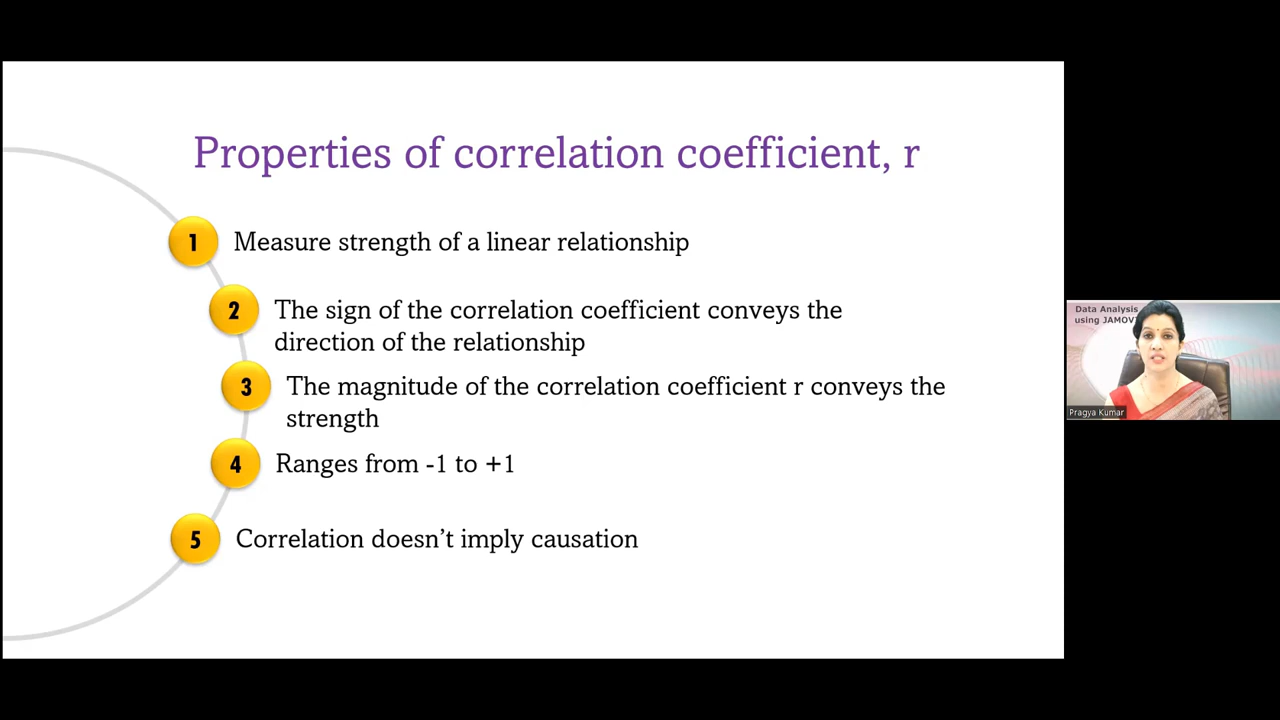 Properties of correlation coefficient, r
1 Measure strength of a linear relationship
2 The sign of the correlation coefficient conveys the
direction of the relationship
3 The magnitude of the correlation coefficient r conveys the
strength
4 Ranges from -1 to +1
5 Correlation doesn't imply causation
Data Analysis
using JAMOVI
Pragya Kumar